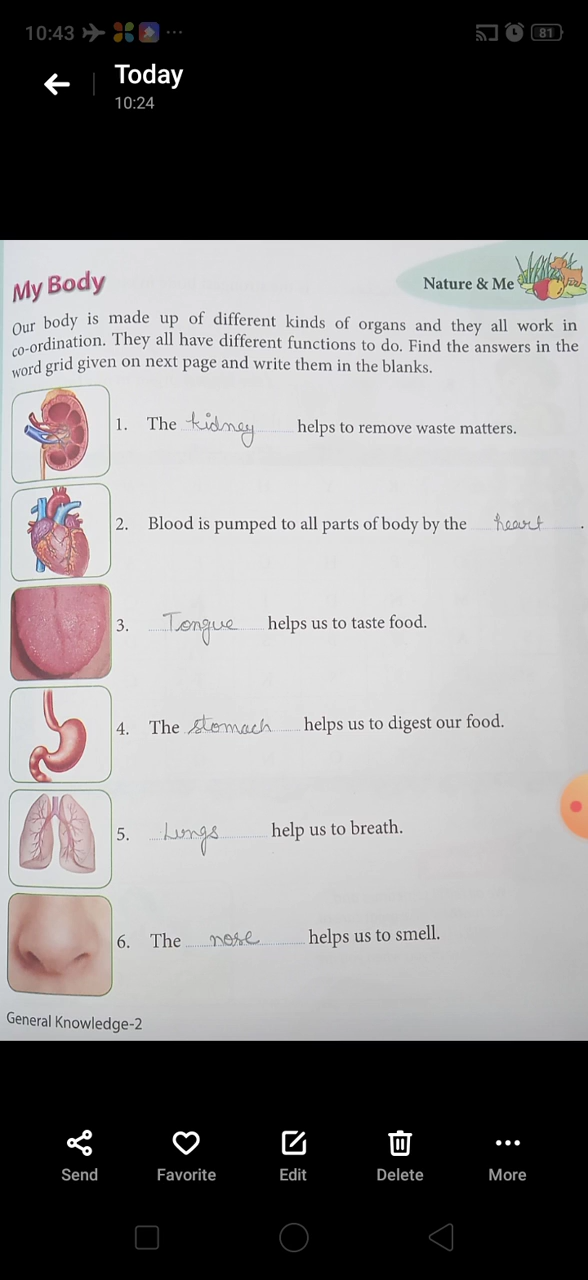 10:43
81
Today
10:24
My Body
Nature & Me
Our body is made up of different kinds of organs and they all work in
co-ordination. They all have different functions to do. Find the answers in the
word grid given on next page and write them in the blanks.
1. The kidney helps to remove waste matters.
2. Blood is pumped to all parts of body by the heart .
3. Tongue helps us to taste food.
4. The stomach helps us to digest our food.
5. Lungs help us to breath.
6. The nose helps us to smell.
General Knowledge-2
Send Favorite Edit Delete More